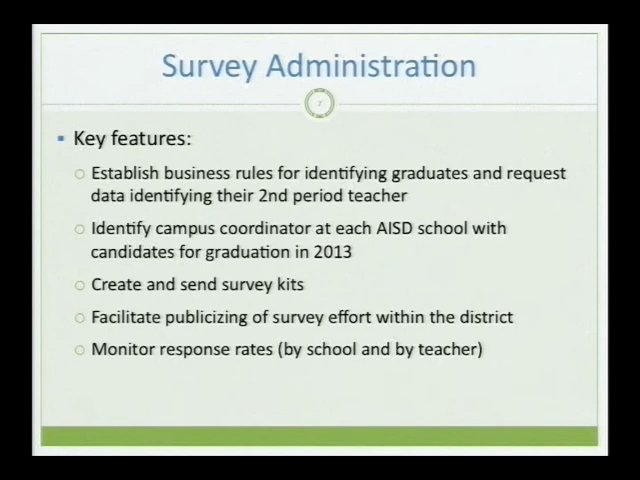 Survey Administration
7
Key features:
Establish business rules for identifying graduates and request
data identifying their 2nd period teacher
Identify campus coordinator at each AISD school with
candidates for graduation in 2013
Create and send survey kits
Facilitate publicizing of survey effort within the district
Monitor response rates (by school and by teacher)